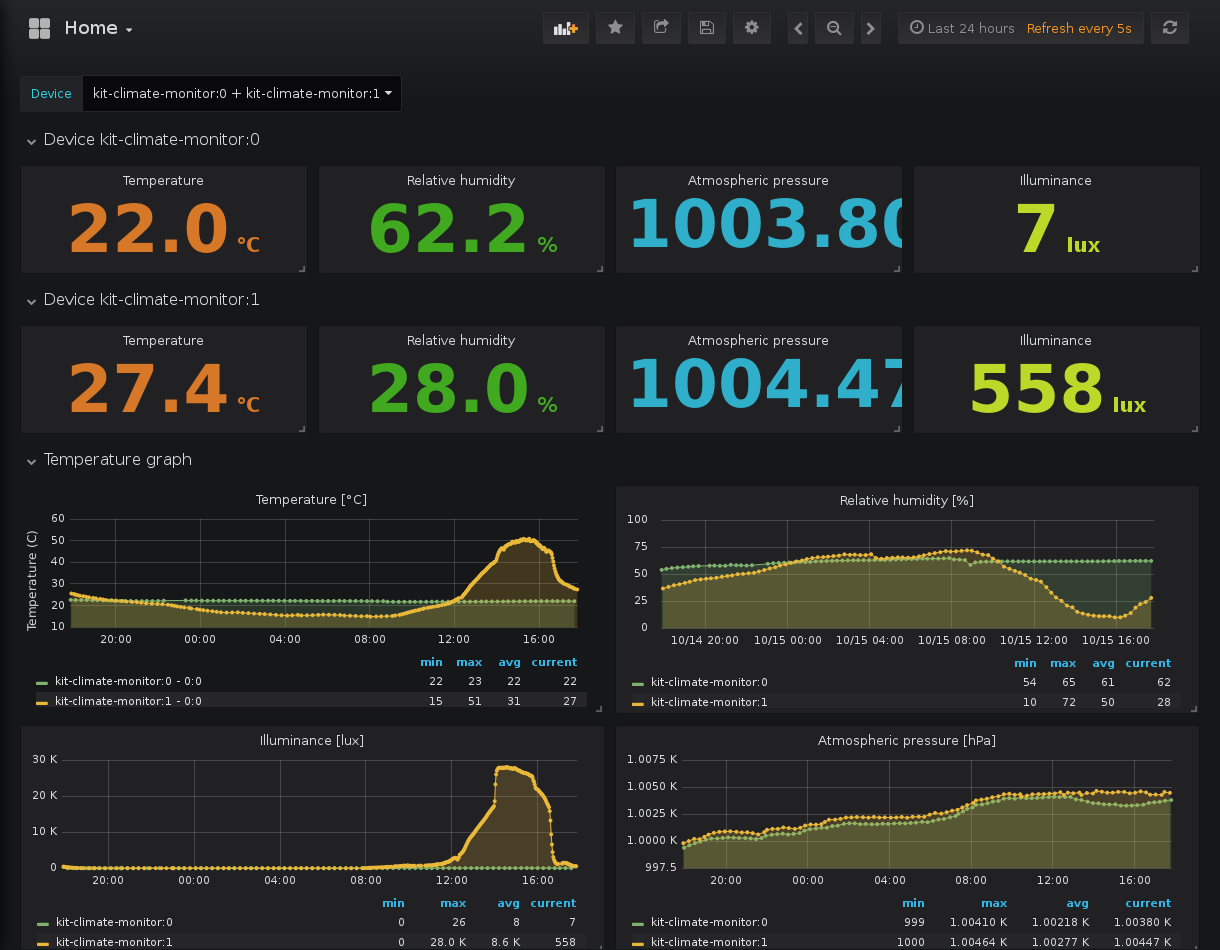 Home
Last 24 hours Refresh every 5s
Device kit-climate-monitor:0 + kit-climate-monitor:1
Device kit-climate-monitor:0
Temperature Relative humidity Atmospheric pressure Illuminance
22.0 °C 62.2 % 1003.80 7 lux
Device kit-climate-monitor:1
Temperature Relative humidity Atmospheric pressure Illuminance
27.4 °C 28.0 % 1004.47 558 lux
Temperature graph
Temperature [°C]
Temperature (C)
60
50
40
30
20
10
20:00 00:00 04:00 08:00 12:00 16:00
min max avg current
kit-climate-monitor:0 - 0:0 22 23 22 22
kit-climate-monitor:1 - 0:0 15 51 31 27
Relative humidity [%]
100
75
50
25
0
10/14 20:00 10/15 00:00 10/15 04:00 10/15 08:00 10/15 12:00 10/15 16:00
min max avg current
kit-climate-monitor:0 54 65 61 62
kit-climate-monitor:1 10 72 50 28
Illuminance [lux]
30 K
20 K
10 K
0
20:00 00:00 04:00 08:00 12:00 16:00
min max avg current
kit-climate-monitor:0 0 26 8 7
kit-climate-monitor:1 0 28.0 K 8.6 K 558
Atmospheric pressure [hPa]
1.0075 K
1.0050 K
1.0025 K
1.0000 K
997.5
20:00 00:00 04:00 08:00 12:00 16:00
min max avg current
kit-climate-monitor:0 999 1.00410 K 1.00218 K 1.00380 K
kit-climate-monitor:1 1000 1.00464 K 1.00277 K 1.00447 K